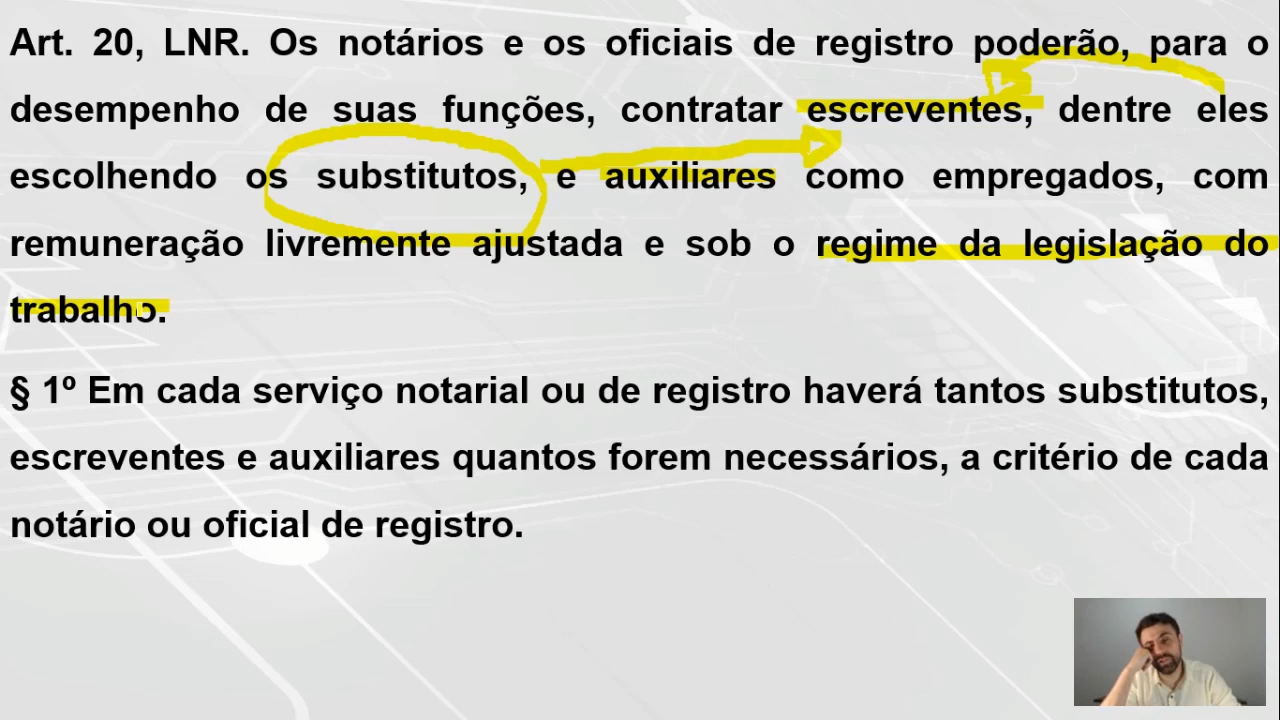 Art. 20, LNR. Os notários e os oficiais de registro poderão, para o
desempenho de suas funções, contratar escreventes, dentre eles
escolhendo os substitutos, e auxiliares como empregados, com
remuneração livremente ajustada e sob o regime da legislação do
trabalho.
§ 1º Em cada serviço notarial ou de registro haverá tantos substitutos,
escreventes e auxiliares quantos forem necessários, a critério de cada
notário ou oficial de registro.